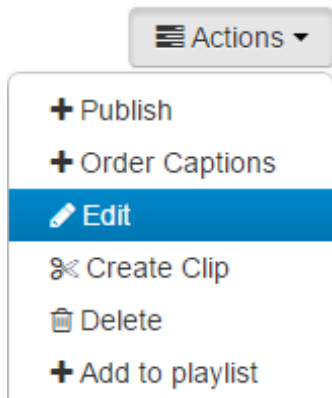 Actions
Publish
Order Captions
Edit
Create Clip
Delete
Add to playlist